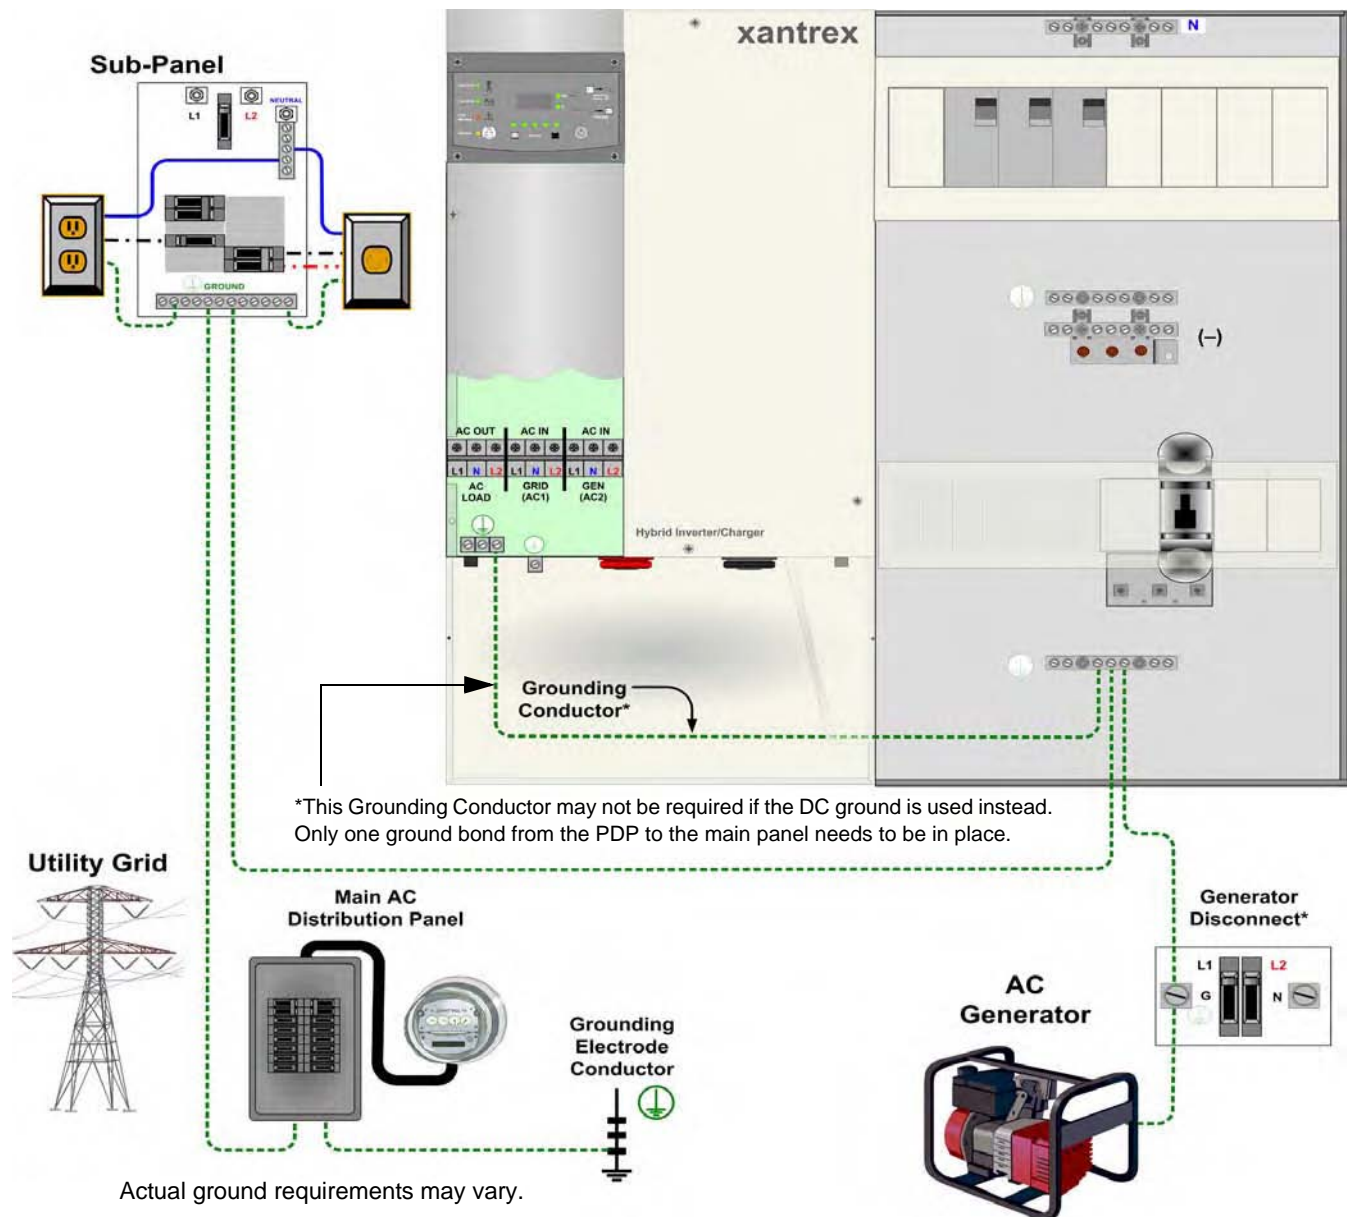 xantrex
N
Sub-Panel
L1
L2
NEUTRAL
GROUND
(–)
AC OUT
AC IN
AC IN
L1 N L2 L1 N L2 L1 N L2
AC
LOAD
GRID
(AC1)
GEN
(AC2)
Hybrid Inverter/Charger
Grounding
Conductor*
*This Grounding Conductor may not be required if the DC ground is used instead.
Only one ground bond from the PDP to the main panel needs to be in place.
Utility Grid
Main AC
Distribution Panel
Generator
Disconnect*
L1
L2
G
N
AC
Generator
Grounding
Electrode
Conductor
Actual ground requirements may vary.